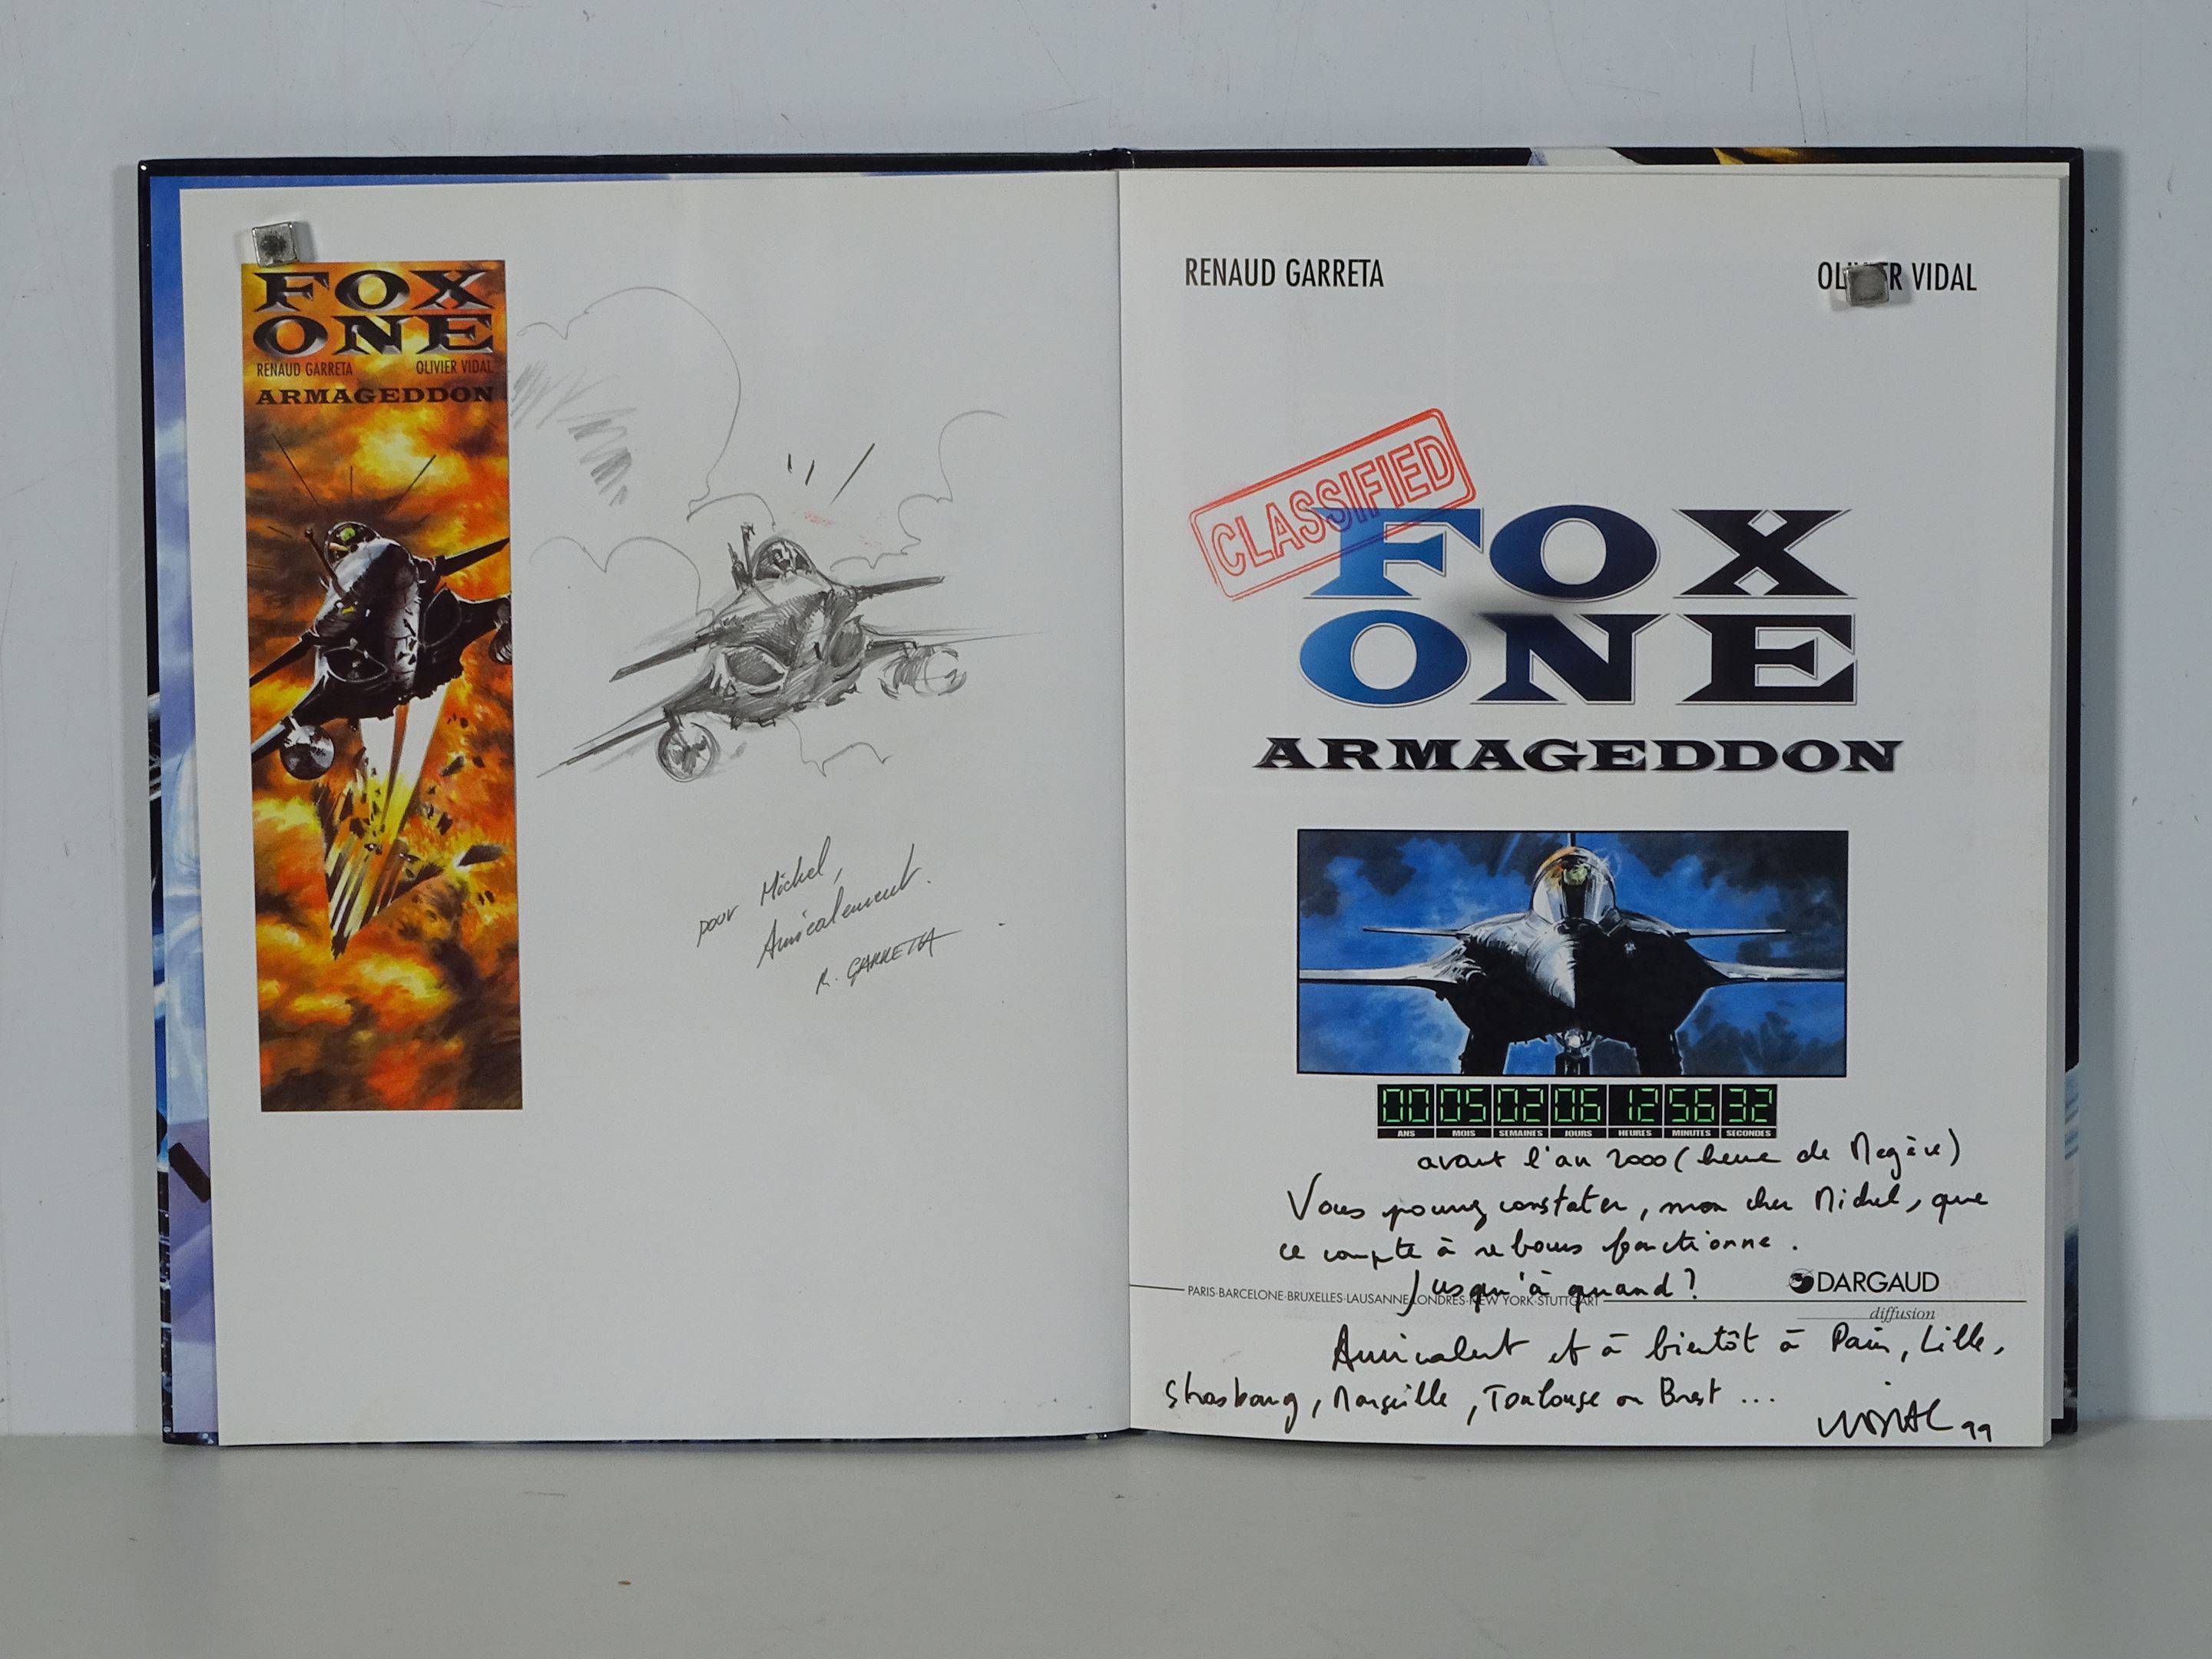 FOX
ONE
RENAUD GARRETA OLIVIER VIDAL
ARMAGEDDON
pour Michel,
Amicalement.
R. GARRETA
RENAUD GARRETA
VIDAL
CLASSIFIED
FOX
ONE
ARMAGEDDON
00 05 02 06 12 56 32
ANS MOIS SEMAINES JOURS HEURES MINUTES SECONDES
avant l'an 2000 (heure de Megève)
Vous pourrez constater, mon cher Michel, que
ce compte à rebours fonctionne.
Jusqu'à quand?
DARGAUD
PARIS·BARCELONE·BRUXELLES·LAUSANNE·LONDRES·NEW YORK·STUTTGART
diffusion
Amicalement et à bientôt à Paris, Lille,
Strasbourg, Marseille, Toulouse ou Brest ...
VIDAL 99